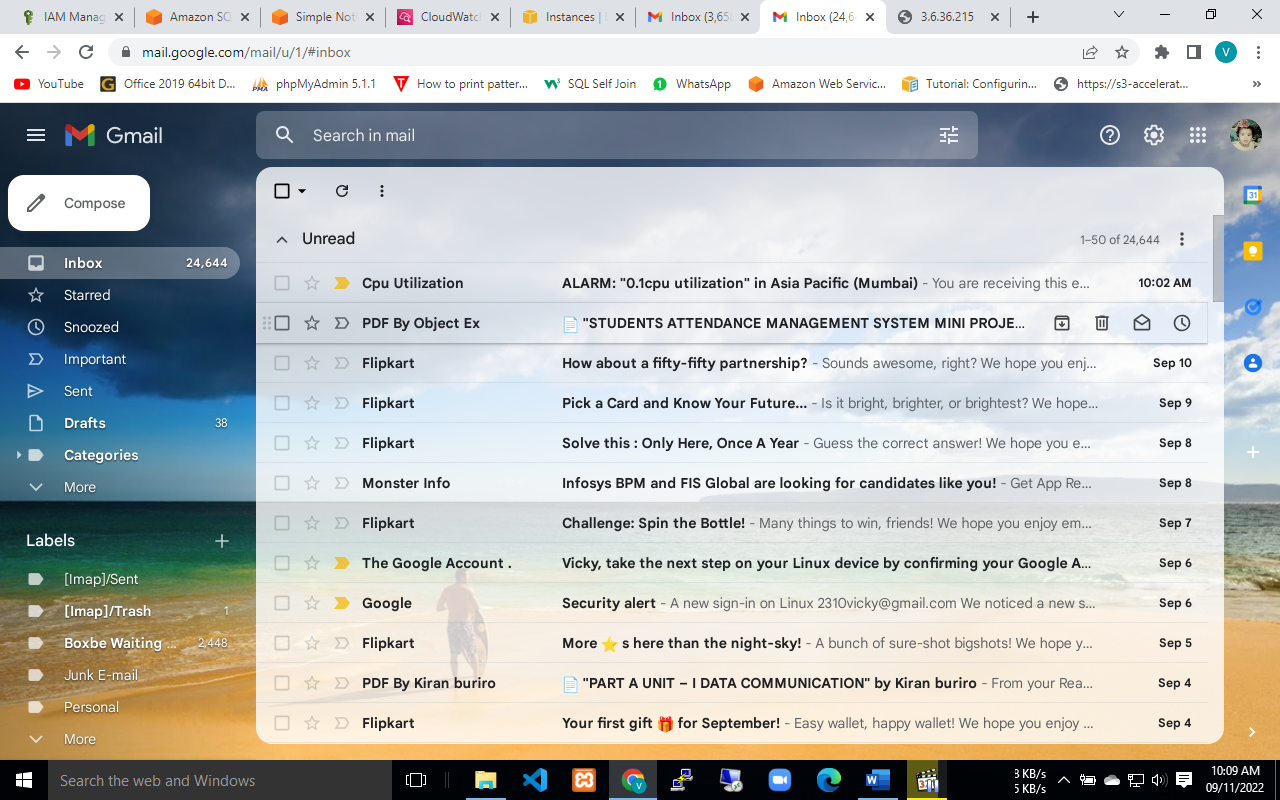 IAM Manag
Amazon SQ
Simple Not
CloudWatc
Instances |
Inbox (3,65
Inbox (24,6
3.6.36.215
mail.google.com/mail/u/1/#inbox
V
YouTube
Office 2019 64bit D...
phpMyAdmin 5.1.1
How to print patter...
SQL Self Join
WhatsApp
Amazon Web Servic...
Tutorial: Configurin...
https://s3-accelerat...
»
Gmail
Search in mail
Compose
Unread
1–50 of 24,644
Inbox 24,644
Starred
Snoozed
Important
Sent
Drafts 38
Categories
More
Labels
[Imap]/Sent
[Imap]/Trash 1
Boxbe Waiting ... 2,448
Junk E-mail
Personal
More
Cpu Utilization ALARM: "0.1cpu utilization" in Asia Pacific (Mumbai) - You are receiving this e... 10:02 AM
PDF By Object Ex 📄 "STUDENTS ATTENDANCE MANAGEMENT SYSTEM MINI PROJE...
Flipkart How about a fifty-fifty partnership? - Sounds awesome, right? We hope you enj... Sep 10
Flipkart Pick a Card and Know Your Future... - Is it bright, brighter, or brightest? We hope... Sep 9
Flipkart Solve this : Only Here, Once A Year - Guess the correct answer! We hope you e... Sep 8
Monster Info Infosys BPM and FIS Global are looking for candidates like you! - Get App Re... Sep 8
Flipkart Challenge: Spin the Bottle! - Many things to win, friends! We hope you enjoy em... Sep 7
The Google Account . Vicky, take the next step on your Linux device by confirming your Google A... Sep 6
Google Security alert - A new sign-in on Linux 2310vicky@gmail.com We noticed a new s... Sep 6
Flipkart More ⭐ s here than the night-sky! - A bunch of sure-shot bigshots! We hope y... Sep 5
PDF By Kiran buriro 📄 "PART A UNIT – I DATA COMMUNICATION" by Kiran buriro - From your Rea... Sep 4
Flipkart Your first gift 🎁 for September! - Easy wallet, happy wallet! We hope you enjoy ... Sep 4
31
Search the web and Windows
KB/s
KB/s
10:09 AM
09/11/2022